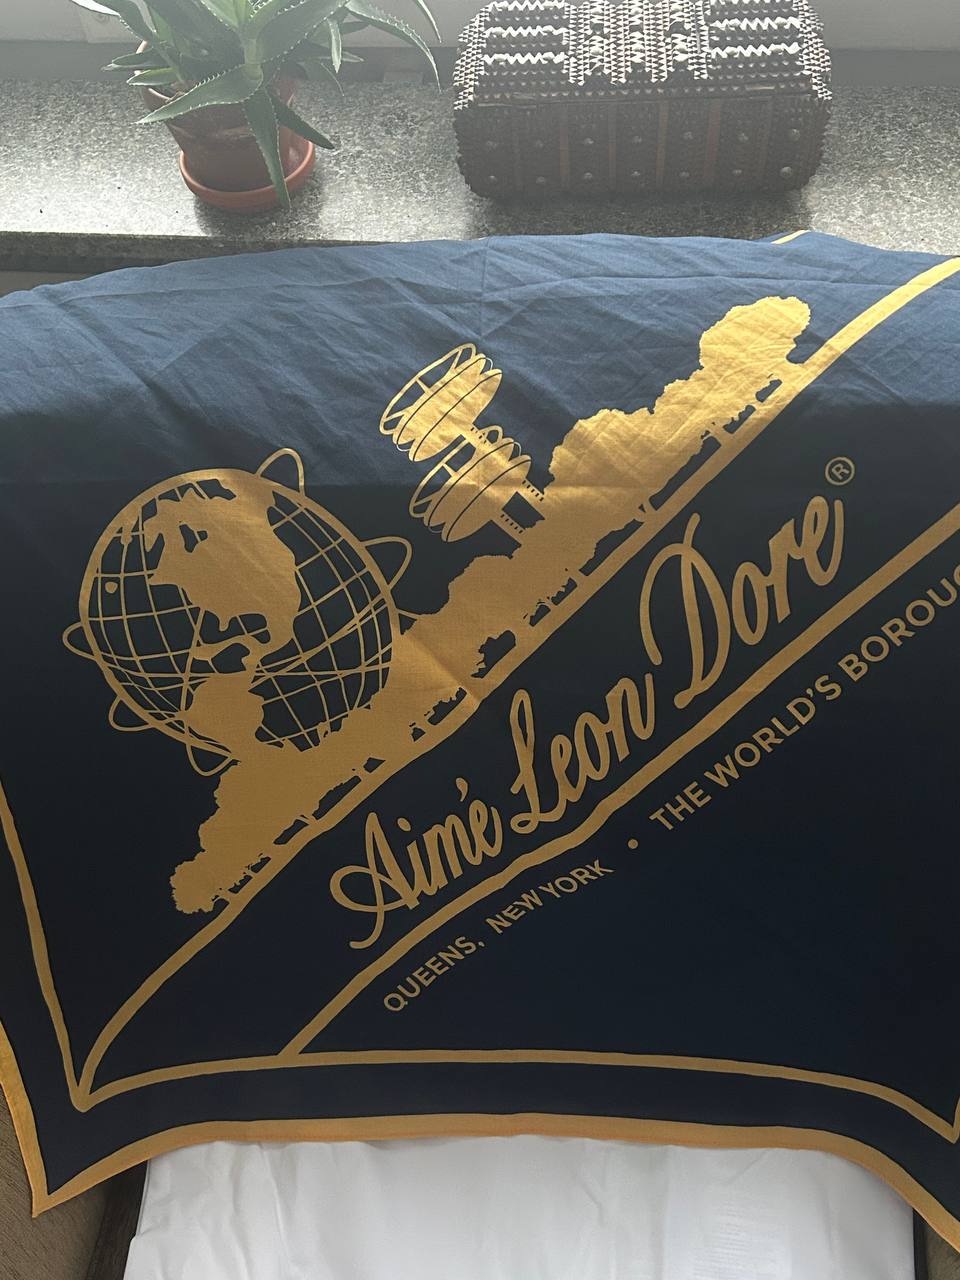 Aimé Leon Dore®
QUEENS, NEW YORK • THE WORLD'S BOROUG